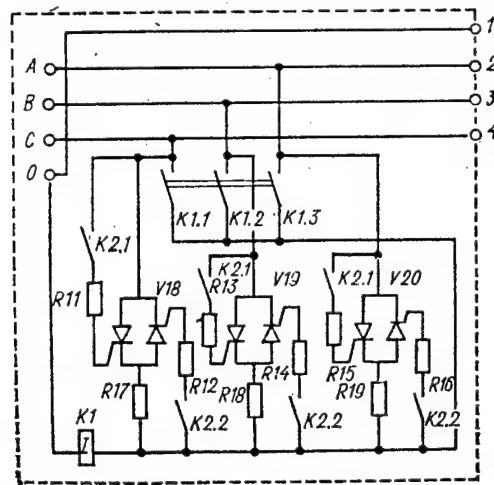 1
A 2
B 3
C 4
0
K1.1 K1.2 K1.3
K2.1 K2.1 V19 K2.1 V20
R11 V18 R13
R12 R14 R15 R16
R17 R18 R19
K1 K2.2 K2.2 K2.2
I